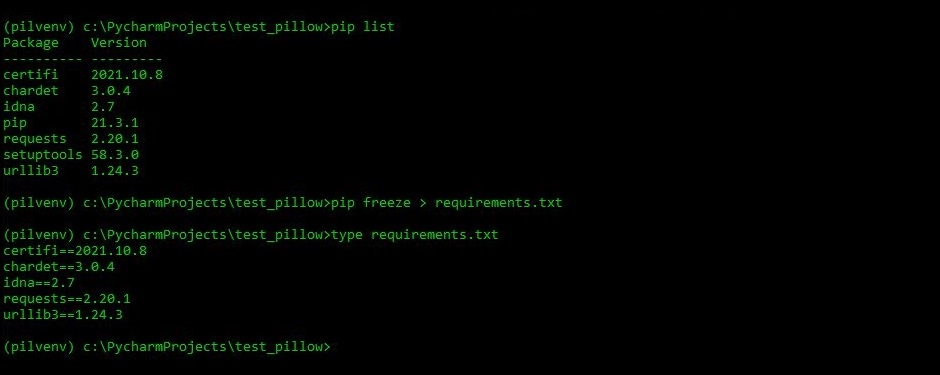 (pilvenv) c:\PycharmProjects\test_pillow>pip list
Package    Version
---------- ---------
certifi    2021.10.8
chardet    3.0.4
idna       2.7
pip        21.3.1
requests   2.20.1
setuptools 58.3.0
urllib3    1.24.3
(pilvenv) c:\PycharmProjects\test_pillow>pip freeze > requirements.txt
(pilvenv) c:\PycharmProjects\test_pillow>type requirements.txt
certifi==2021.10.8
chardet==3.0.4
idna==2.7
requests==2.20.1
urllib3==1.24.3
(pilvenv) c:\PycharmProjects\test_pillow>